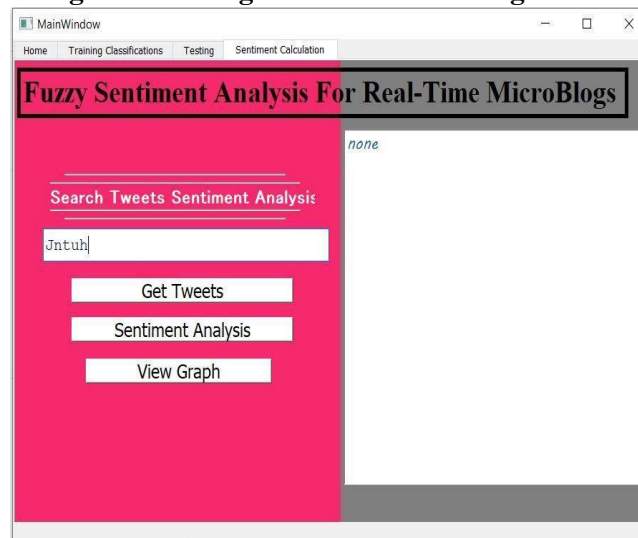 MainWindow
Home Training Classifications Testing Sentiment Calculation
Fuzzy Sentiment Analysis For Real-Time MicroBlogs
none
Search Tweets Sentiment Analysis
Jntuh
Get Tweets
Sentiment Analysis
View Graph